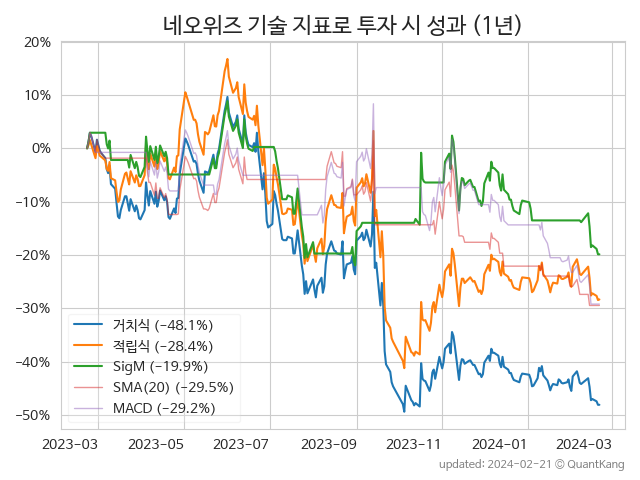 네오위즈 기술 지표로 투자 시 성과 (1년)
20%
10%
0%
−10%
−20%
−30%
−40%
−50%
거치식 (−48.1%)
적립식 (−28.4%)
SigM (−19.9%)
SMA(20) (−29.5%)
MACD (−29.2%)
2023-03 2023-05 2023-07 2023-09 2023-11 2024-01 2024-03
updated: 2024-02-21 © QuantKang